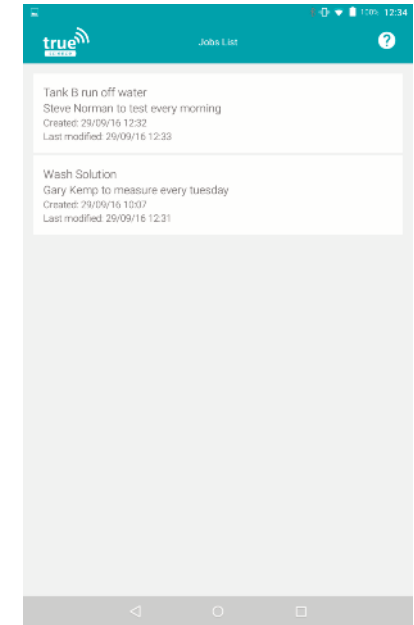 100% 12:34
true
Jobs List
?
Tank B run off water
Steve Norman to test every morning
Created: 29/09/16 12:32
Last modified: 29/09/16 12:33
Wash Solution
Gary Kemp to measure every tuesday
Created: 29/09/16 10:07
Last modified: 29/09/16 12:31